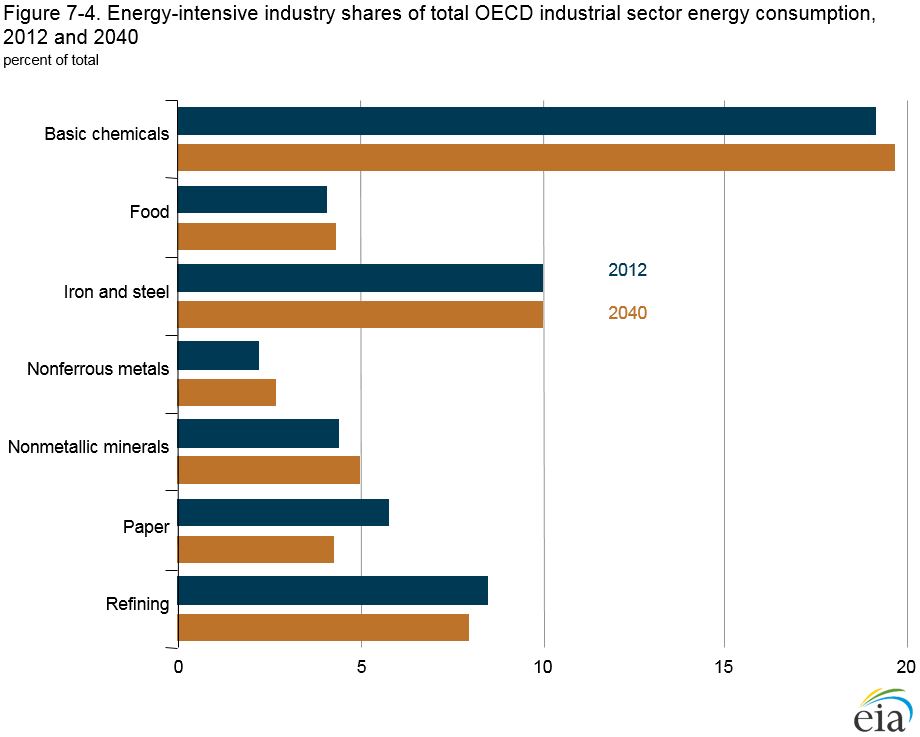 Figure 7-4. Energy-intensive industry shares of total OECD industrial sector energy consumption,
2012 and 2040
percent of total
Basic chemicals
Food
Iron and steel
2012
2040
Nonferrous metals
Nonmetallic minerals
Paper
Refining
0 5 10 15 20
eia